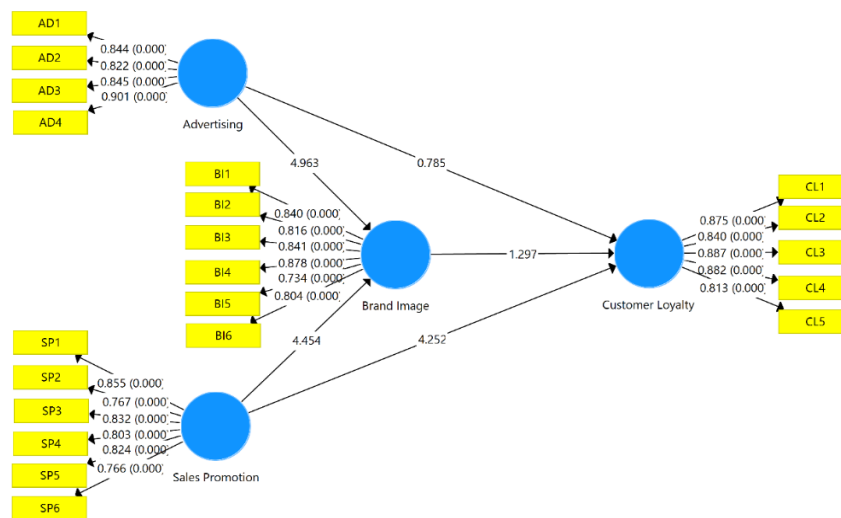 AD1
AD2
AD3
AD4
0.844 (0.000)
0.822 (0.000)
0.845 (0.000)
0.901 (0.000)
Advertising
4.963
0.785
BI1
BI2
BI3
BI4
BI5
BI6
0.840 (0.000)
0.816 (0.000)
0.841 (0.000)
0.878 (0.000)
0.734 (0.000)
0.804 (0.000)
Brand Image
1.297
CL1
CL2
CL3
CL4
CL5
0.875 (0.000)
0.840 (0.000)
0.887 (0.000)
0.882 (0.000)
0.813 (0.000)
Customer Loyalty
4.454
4.252
SP1
SP2
SP3
SP4
SP5
SP6
0.855 (0.000)
0.767 (0.000)
0.832 (0.000)
0.803 (0.000)
0.824 (0.000)
0.766 (0.000)
Sales Promotion